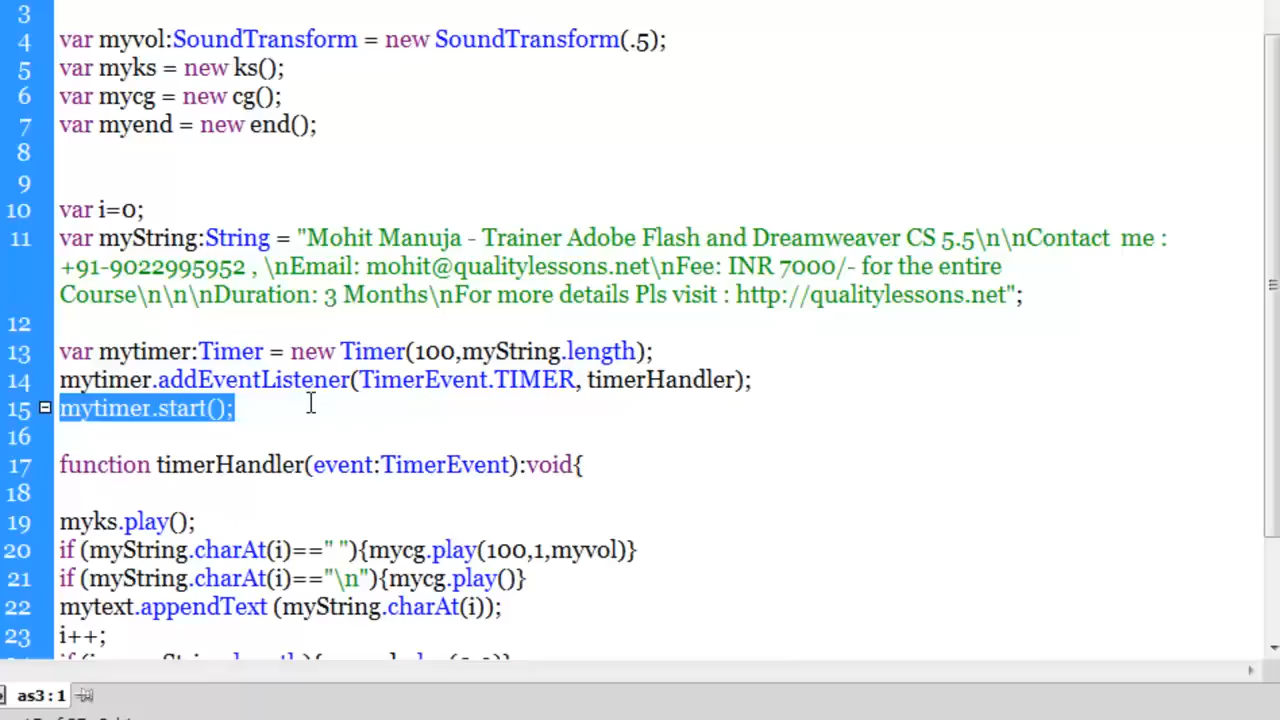 3
4 var myvol:SoundTransform = new SoundTransform(.5);
5 var myks = new ks();
6 var mycg = new cg();
7 var myend = new end();
8
9
10 var i=0;
11 var myString:String = "Mohit Manuja - Trainer Adobe Flash and Dreamweaver CS 5.5\n\nContact  me :
+91-9022995952 , \nEmail: mohit@qualitylessons.net\nFee: INR 7000/- for the entire
Course\n\n\nDuration: 3 Months\nFor more details Pls visit : http://qualitylessons.net";
12
13 var mytimer:Timer = new Timer(100,myString.length);
14 mytimer.addEventListener(TimerEvent.TIMER, timerHandler);
15 mytimer.start();
16
17 function timerHandler(event:TimerEvent):void{
18
19 myks.play();
20 if (myString.charAt(i)==" "){mycg.play(100,1,myvol)}
21 if (myString.charAt(i)=="\n"){mycg.play()}
22 mytext.appendText (myString.charAt(i));
23 i++;
as3:1